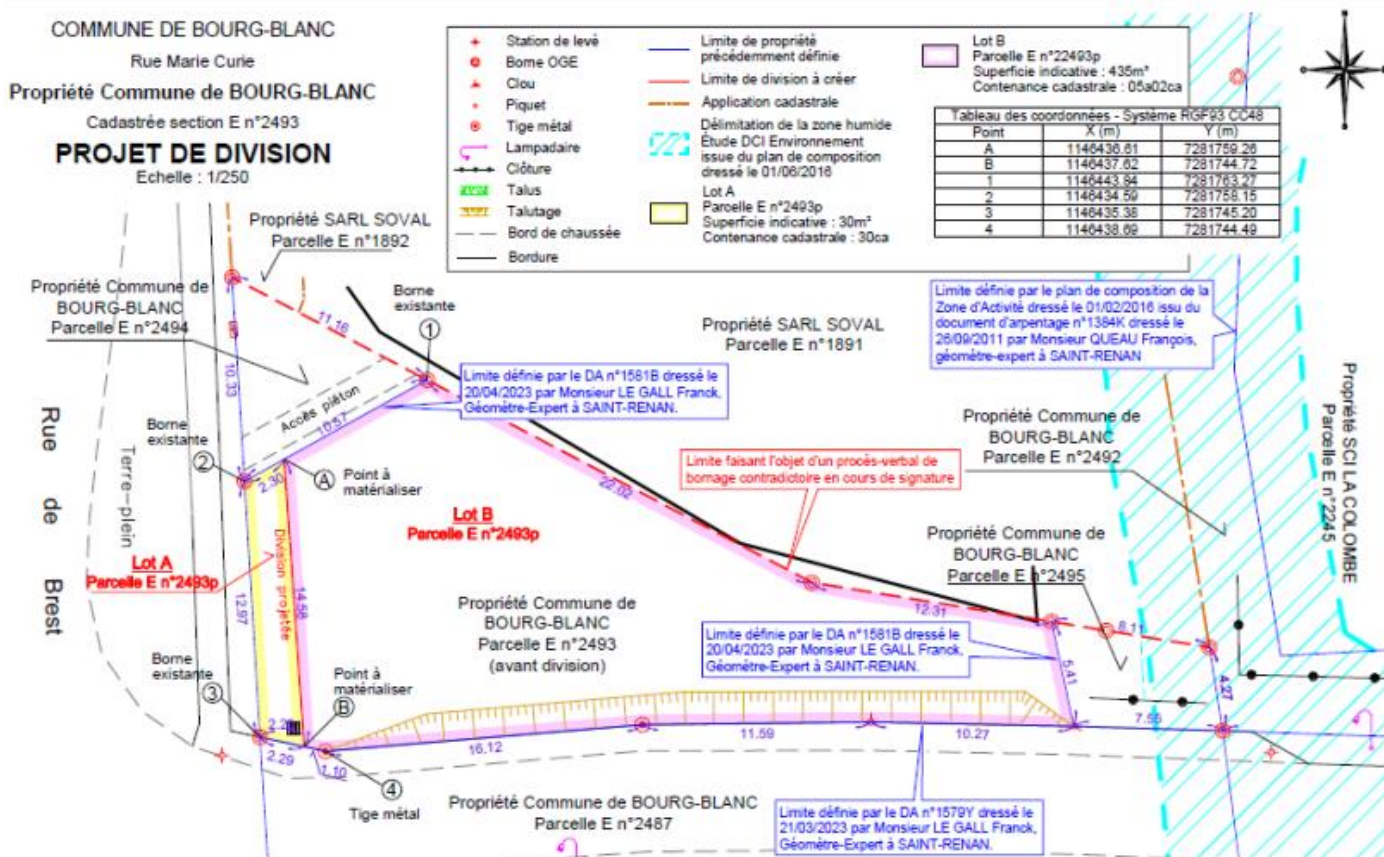 COMMUNE DE BOURG-BLANC
Rue Marie Curie
Propriété Commune de BOURG-BLANC
Cadastrée section E n°2493
PROJET DE DIVISION
Echelle : 1/250
Station de levé
Borne OGE
Clou
Piquet
Tige métal
Lampadaire
Clôture
Talus
Talutage
Bord de chaussée
Bordure
Limite de propriété
précédemment définie
Limite de division à créer
Application cadastrale
Délimitation de la zone humide
Étude DCI Environnement
issue du plan de composition
dressé le 01/06/2016
Lot A
Parcelle E n°2493p
Superficie indicative : 30m²
Contenance cadastrale : 30ca
Lot B
Parcelle E n°22493p
Superficie indicative : 435m²
Contenance cadastrale : 05a02ca
Tableau des coordonnées - Système RGF93 CC48
Point X (m) Y (m)
A 1146436.61 7281759.26
B 1146437.62 7281744.72
1 1146443.84 7281763.27
2 1146434.59 7281758.15
3 1146435.38 7281745.20
4 1146438.69 7281744.49
Propriété SARL SOVAL
Parcelle E n°1892
Propriété Commune de
BOURG-BLANC
Parcelle E n°2494
Borne
existante
1
11.16
10.33
Propriété SARL SOVAL
Parcelle E n°1891
Limite définie par le plan de composition de la
Zone d'Activité dressé le 01/02/2016 issu du
document d'arpentage n°1384K dressé le
26/09/2011 par Monsieur QUEAU François,
géomètre-expert à SAINT-RENAN
Limite définie par le DA n°1581B dressé le
20/04/2023 par Monsieur LE GALL Franck,
Géomètre-Expert à SAINT-RENAN.
Accès piéton
10.57
Propriété SCI LA COLOMBE
Parcelle E n°2245
Propriété Commune de
BOURG-BLANC
Parcelle E n°2492
Rue de Brest
Terre-plein
Borne
existante
2
2.30
A
Point à
matérialiser
22.02
Limite faisant l'objet d'un procès-verbal de
bornage contradictoire en cours de signature
Lot B
Parcelle E n°2493p
Lot A
Parcelle E n°2493p
Division projetée
14.58
12.97
Propriété Commune de
BOURG-BLANC
Parcelle E n°2495
Propriété Commune de
BOURG-BLANC
Parcelle E n°2493
(avant division)
12.31
8.11
Limite définie par le DA n°1581B dressé le
20/04/2023 par Monsieur LE GALL Franck,
Géomètre-Expert à SAINT-RENAN.
5.41
4.27
Borne
existante
3
Point à
matérialiser
B
2.29
1.10
4
Tige métal
16.12
11.59
10.27
7.55
Propriété Commune de BOURG-BLANC
Parcelle E n°2487
Limite définie par le DA n°1579Y dressé le
21/03/2023 par Monsieur LE GALL Franck,
Géomètre-Expert à SAINT-RENAN.